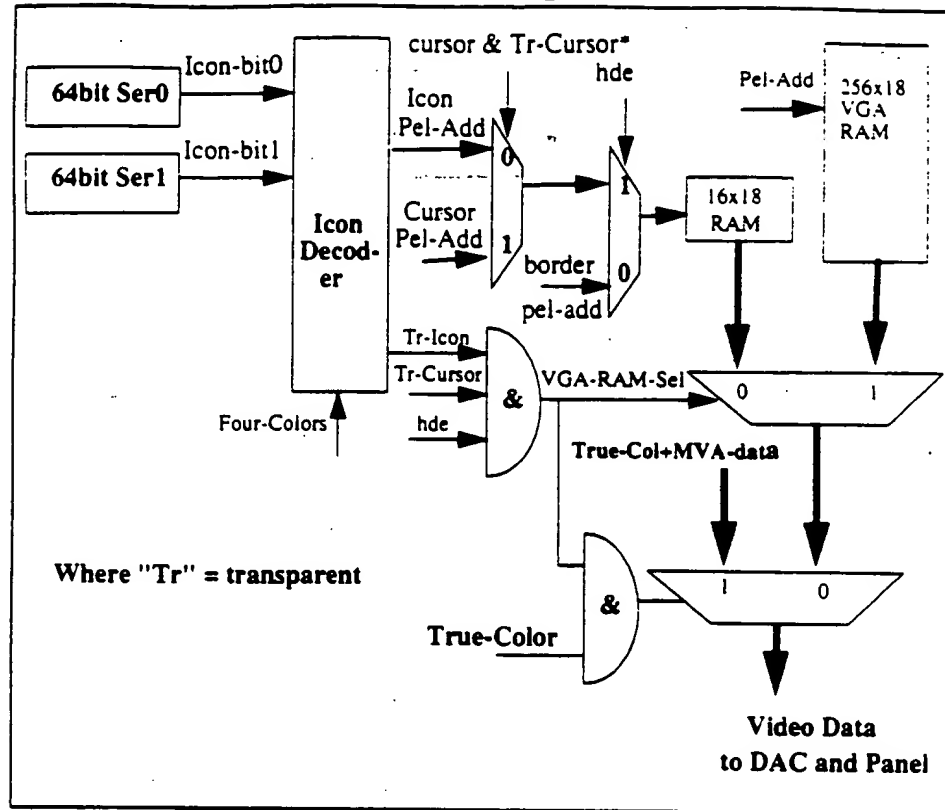 cursor & Tr-Cursor*
hde
64bit Ser0
Icon-bit0
64bit Ser1
Icon-bit1
Icon
Decod-
er
Icon
Pel-Add
0
Cursor
Pel-Add
1
1
border
pel-add
0
16x18
RAM
Pel-Add
256x18
VGA
RAM
Tr-Icon
Tr-Cursor
hde
&
VGA-RAM-Sel
0
1
Four-Colors
True-Col+MVA-data
Where "Tr" = transparent
True-Color
&
1
0
Video Data
to DAC and Panel